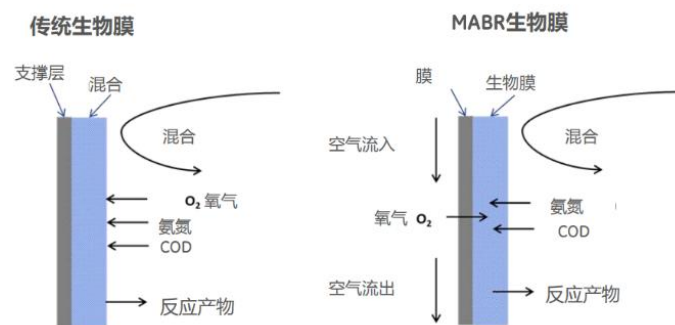 传统生物膜
支撑层
混合
混合
O₂ 氧气
氨氮
COD
反应产物
MABR生物膜
膜
生物膜
空气流入
混合
氧气 O₂
氨氮
COD
空气流出
反应产物